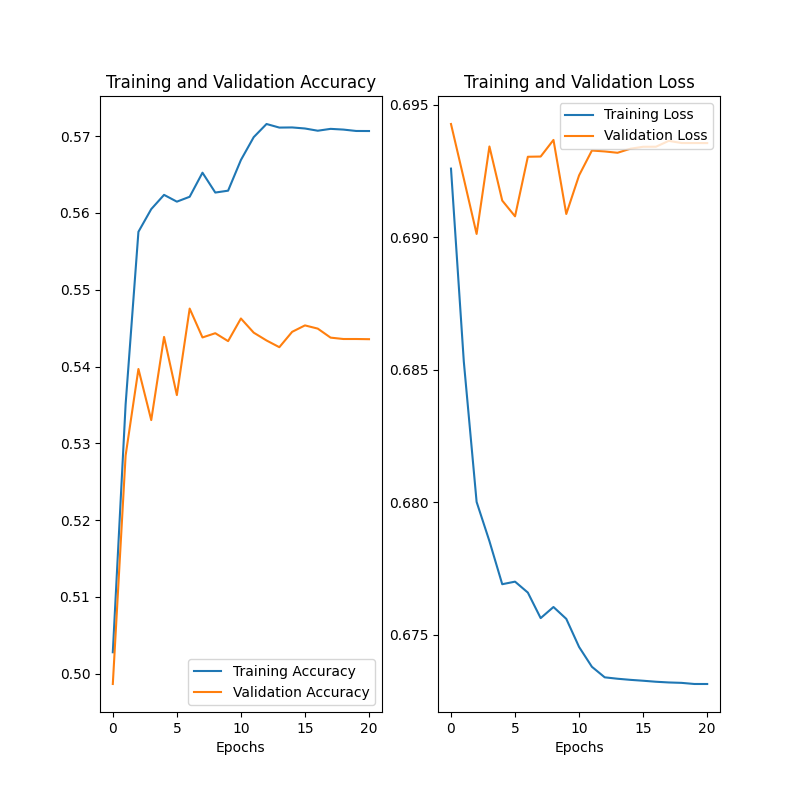 Training and Validation Accuracy
0.57
0.56
0.55
0.54
0.53
0.52
0.51
0.50
Training Accuracy
Validation Accuracy
0 5 10 15 20
Epochs
Training and Validation Loss
0.695
0.690
0.685
0.680
0.675
Training Loss
Validation Loss
0 5 10 15 20
Epochs